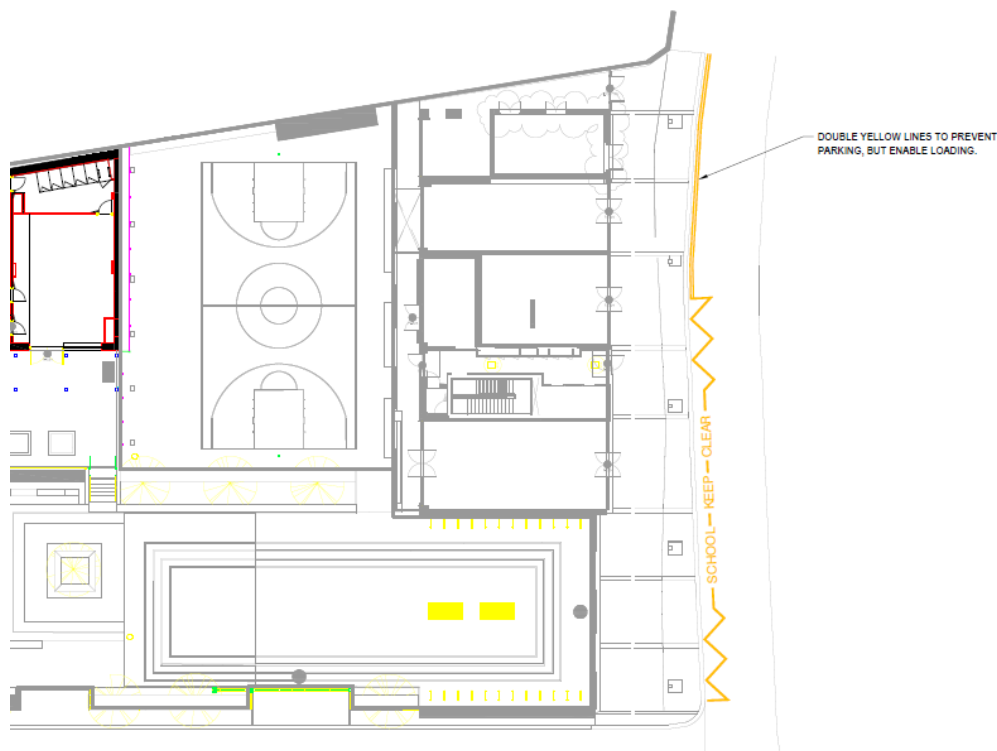 DOUBLE YELLOW LINES TO PREVENT
PARKING, BUT ENABLE LOADING.
SCHOOL KEEP CLEAR